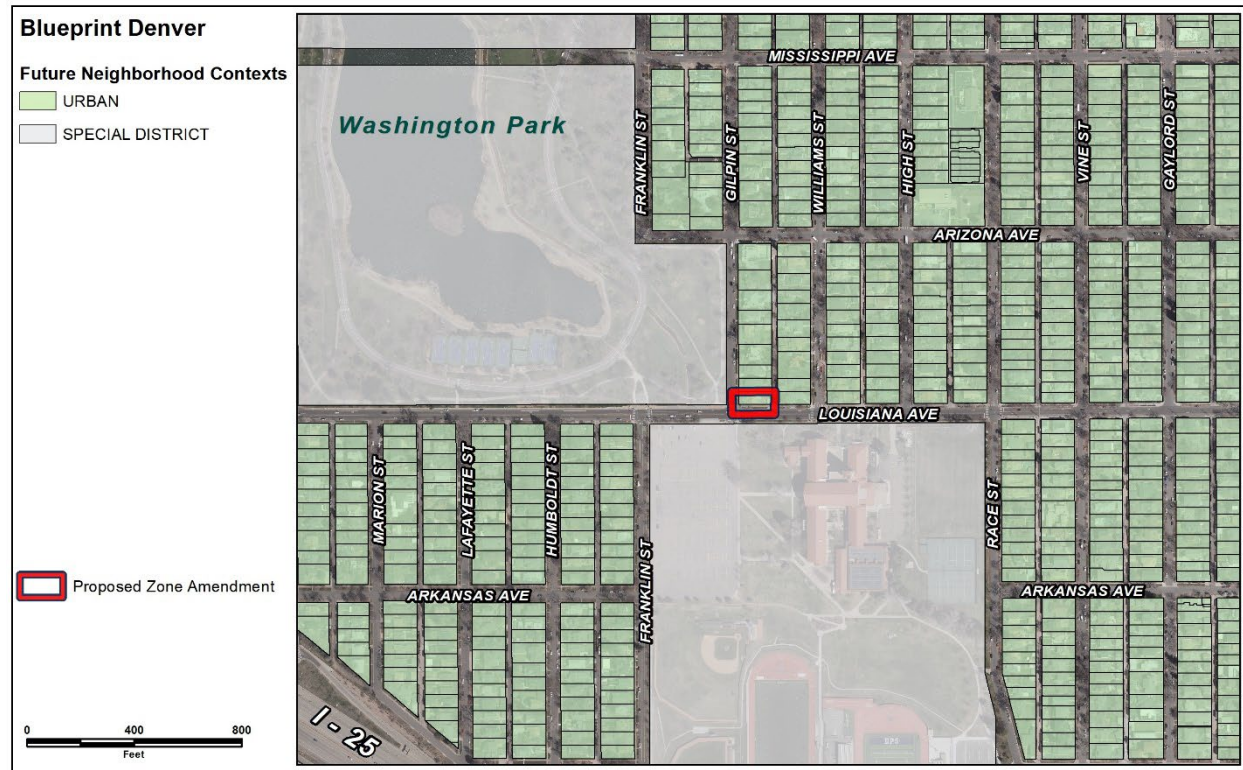 Blueprint Denver
Future Neighborhood Contexts
URBAN
SPECIAL DISTRICT
Proposed Zone Amendment
0 400 800
Feet
MISSISSIPPI AVE
Washington Park
FRANKLIN ST
GILPIN ST
WILLIAMS ST
HIGH ST
VINE ST
GAYLORD ST
ARIZONA AVE
LOUISIANA AVE
MARION ST
LAFAYETTE ST
HUMBOLDT ST
FRANKLIN ST
RACE ST
ARKANSAS AVE
ARKANSAS AVE
I - 25